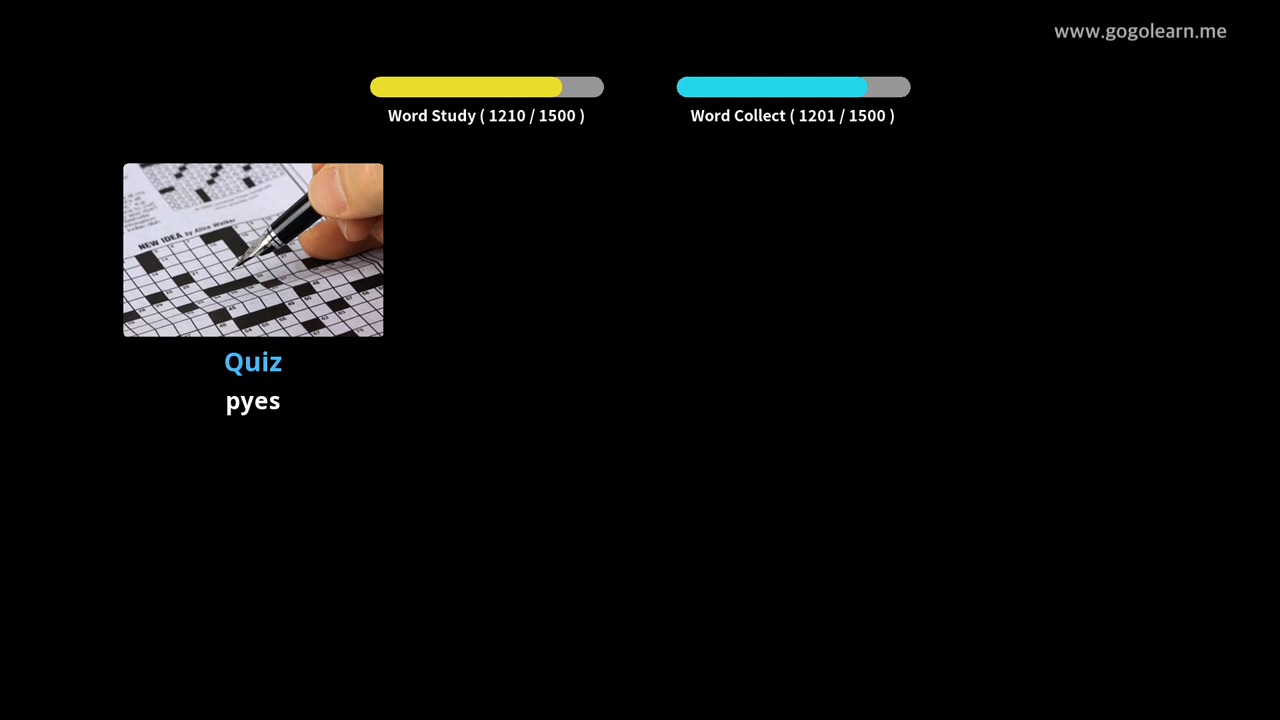 www.gogolearn.me
Word Study ( 1210 / 1500 )
Word Collect ( 1201 / 1500 )
NEW IDEA by Alice Walker
Quiz
pyes